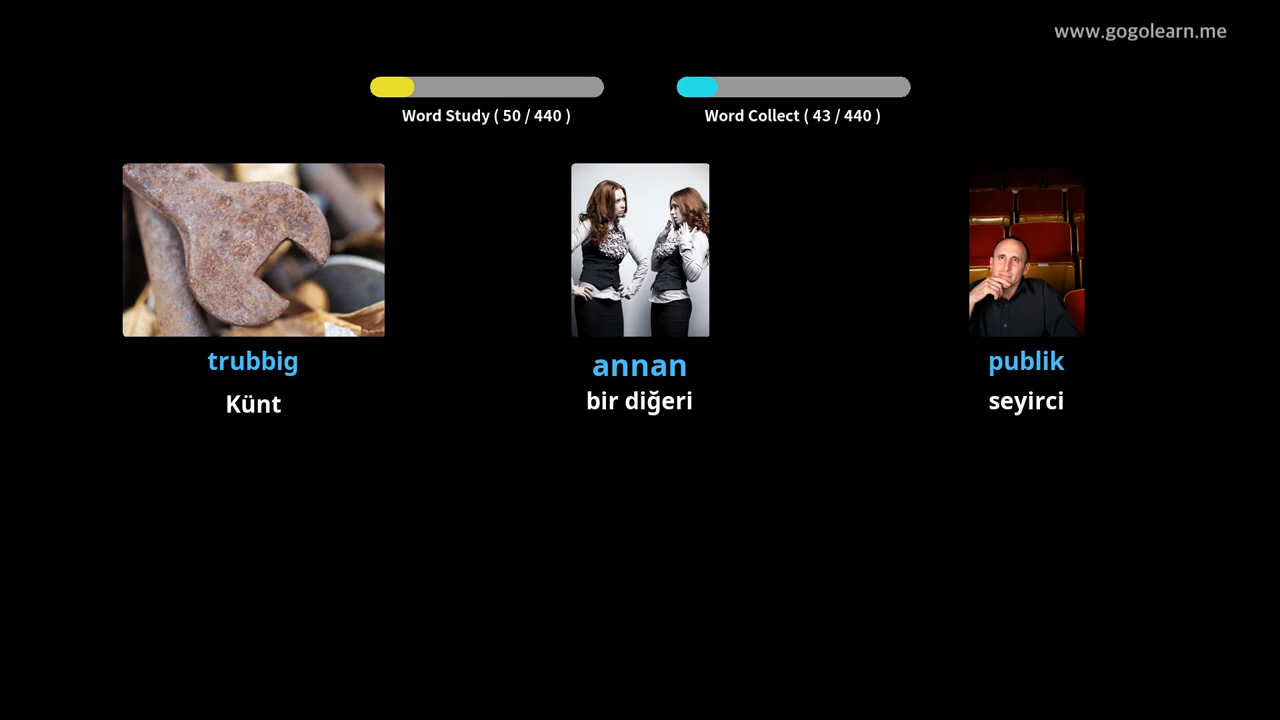 www.gogolearn.me
Word Study ( 50 / 440 )
Word Collect ( 43 / 440 )
trubbig
annan
publik
Künt
bir diğeri
seyirci